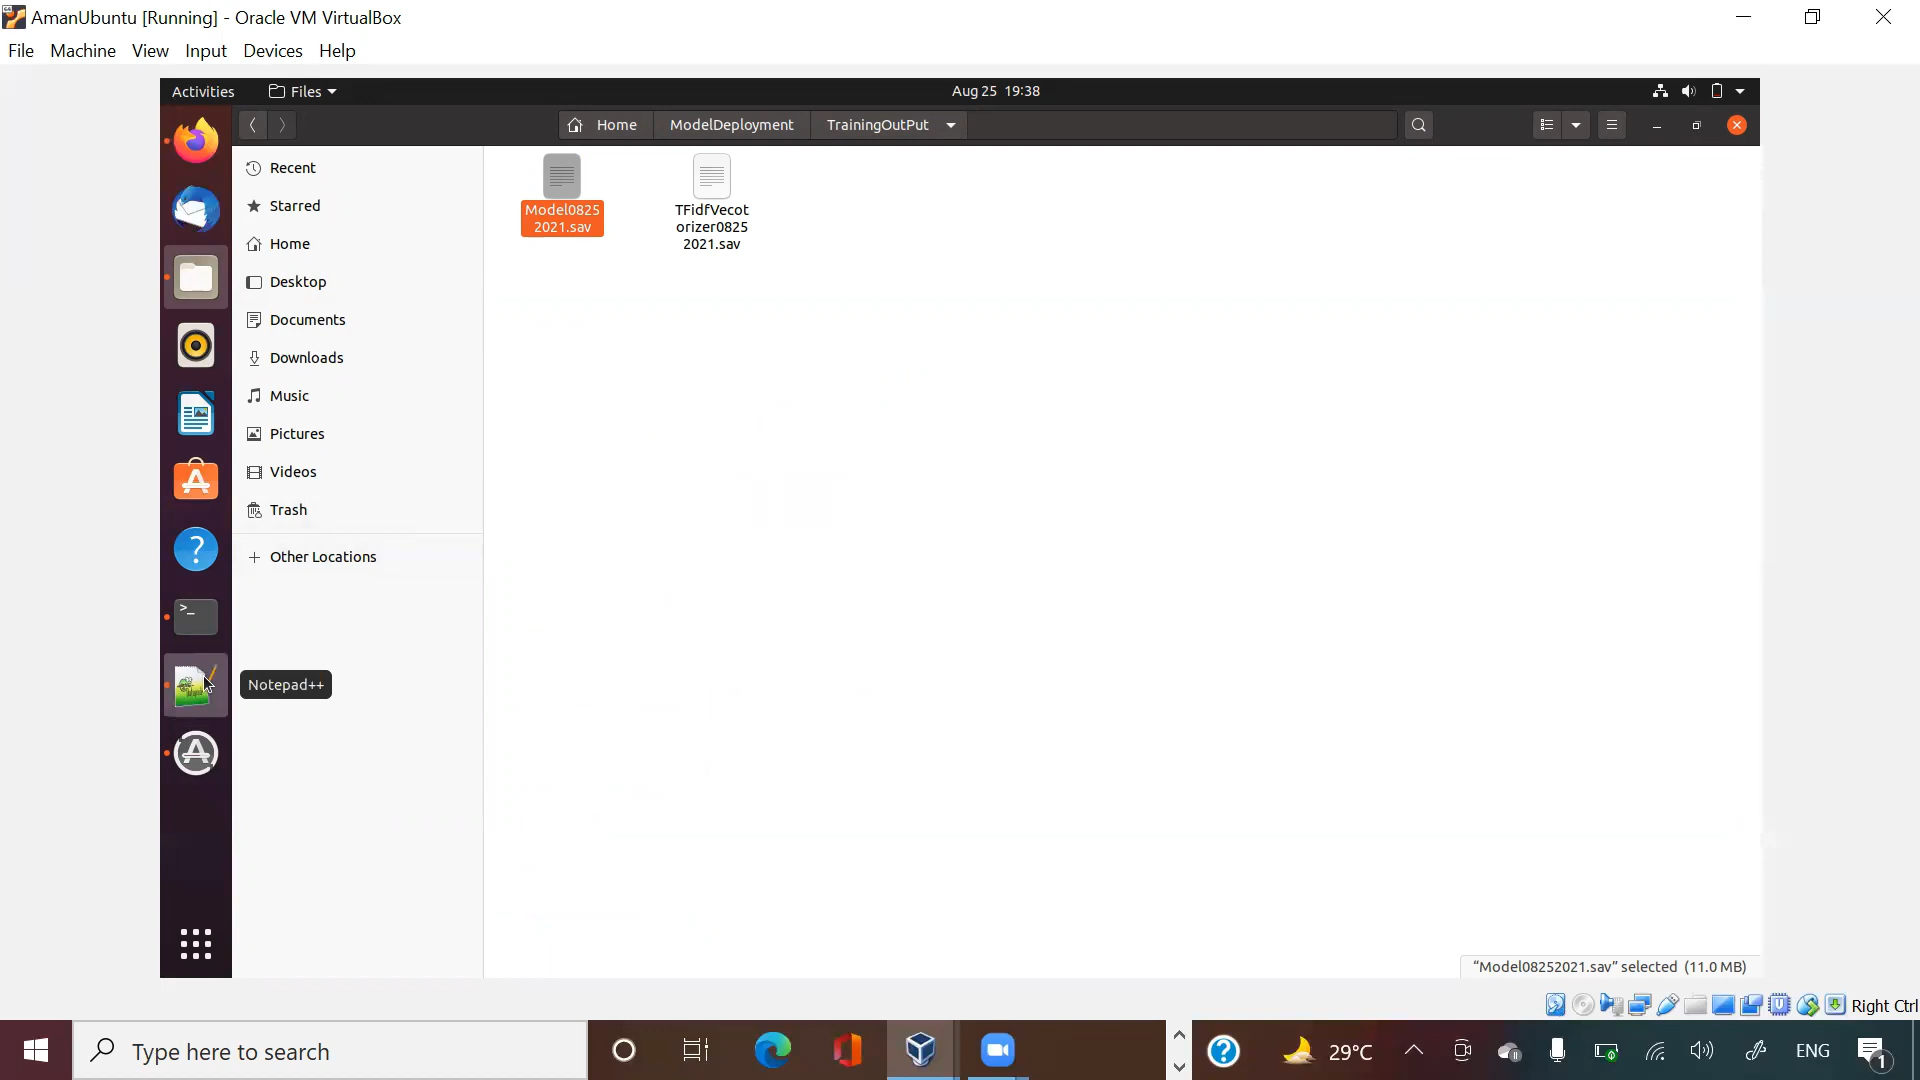 AmanUbuntu [Running] - Oracle VM VirtualBox
File Machine View Input Devices Help
Activities Files Aug 25 19:38
Home ModelDeployment TrainingOutPut
Recent
Starred
Home
Desktop
Documents
Downloads
Music
Pictures
Videos
Trash
Other Locations
Model0825
2021.sav
TFidfVecot
orizer0825
2021.sav
Notepad++
"Model08252021.sav" selected (11.0 MB)
Right Ctrl
Type here to search
29°C
ENG
1